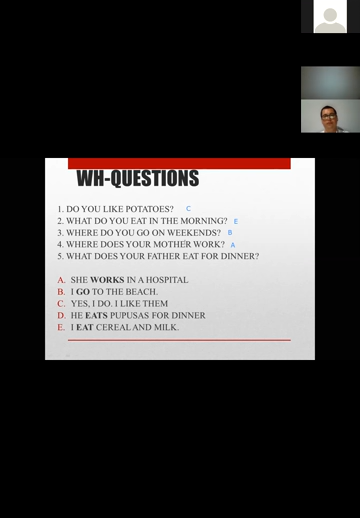 WH-QUESTIONS
1. DO YOU LIKE POTATOES? C
2. WHAT DO YOU EAT IN THE MORNING? E
3. WHERE DO YOU GO ON WEEKENDS? B
4. WHERE DOES YOUR MOTHER WORK? A
5. WHAT DOES YOUR FATHER EAT FOR DINNER?
A. SHE WORKS IN A HOSPITAL
B. I GO TO THE BEACH.
C. YES, I DO. I LIKE THEM
D. HE EATS PUPUSAS FOR DINNER
E. I EAT CEREAL AND MILK.